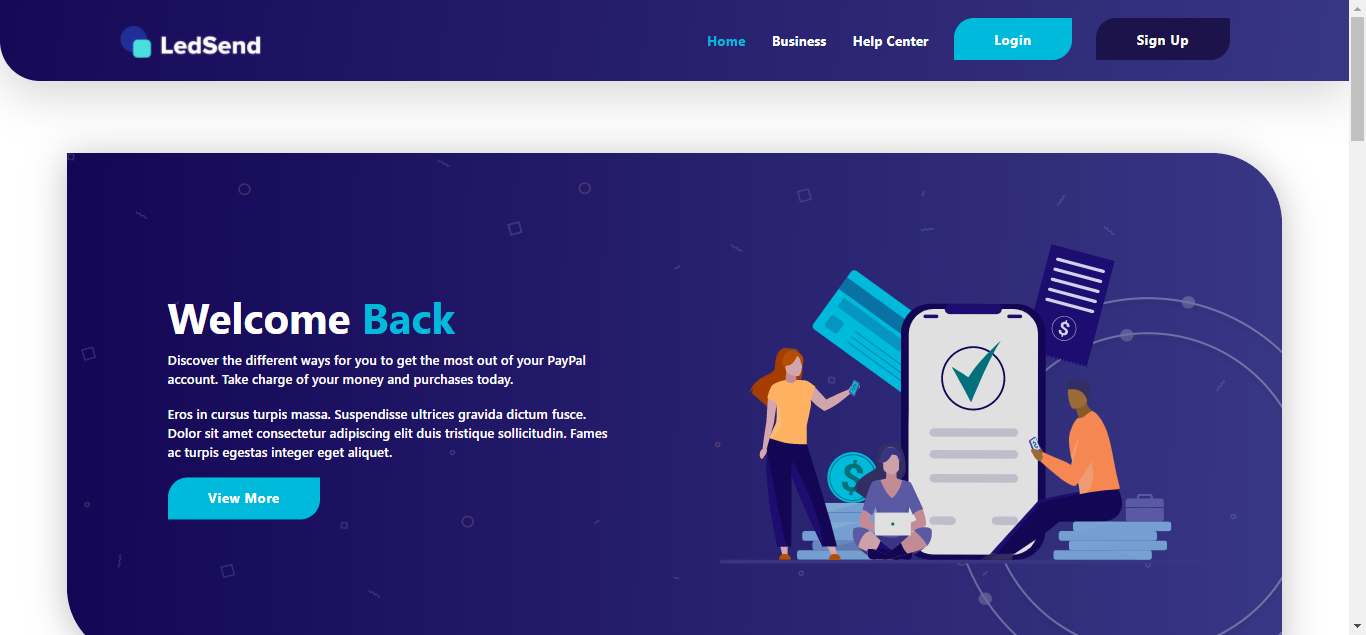 LedSend
Home
Business
Help Center
Login
Sign Up
Welcome Back
Discover the different ways for you to get the most out of your PayPal
account. Take charge of your money and purchases today.
Eros in cursus turpis massa. Suspendisse ultrices gravida dictum fusce.
Dolor sit amet consectetur adipiscing elit duis tristique sollicitudin. Fames
ac turpis egestas integer eget aliquet.
View More
$
$